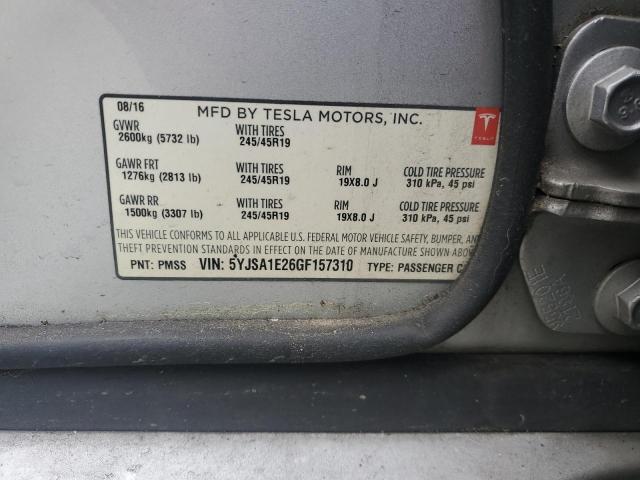 08/16 MFD BY TESLA MOTORS, INC.
GVWR WITH TIRES
2600kg (5732 lb) 245/45R19
GAWR FRT WITH TIRES RIM COLD TIRE PRESSURE
1276kg (2813 lb) 245/45R19 19X8.0 J 310 kPa, 45 psi
GAWR RR WITH TIRES RIM COLD TIRE PRESSURE
1500kg (3307 lb) 245/45R19 19X8.0 J 310 kPa, 45 psi
THIS VEHICLE CONFORMS TO ALL APPLICABLE U.S. FEDERAL MOTOR VEHICLE SAFETY, BUMPER, AND
THEFT PREVENTION STANDARDS IN EFFECT ON THE DATE OF MANUFACTURE SHOWN ABOVE.
PNT: PMSS VIN: 5YJSA1E26GF157310 TYPE: PASSENGER C
TESLA